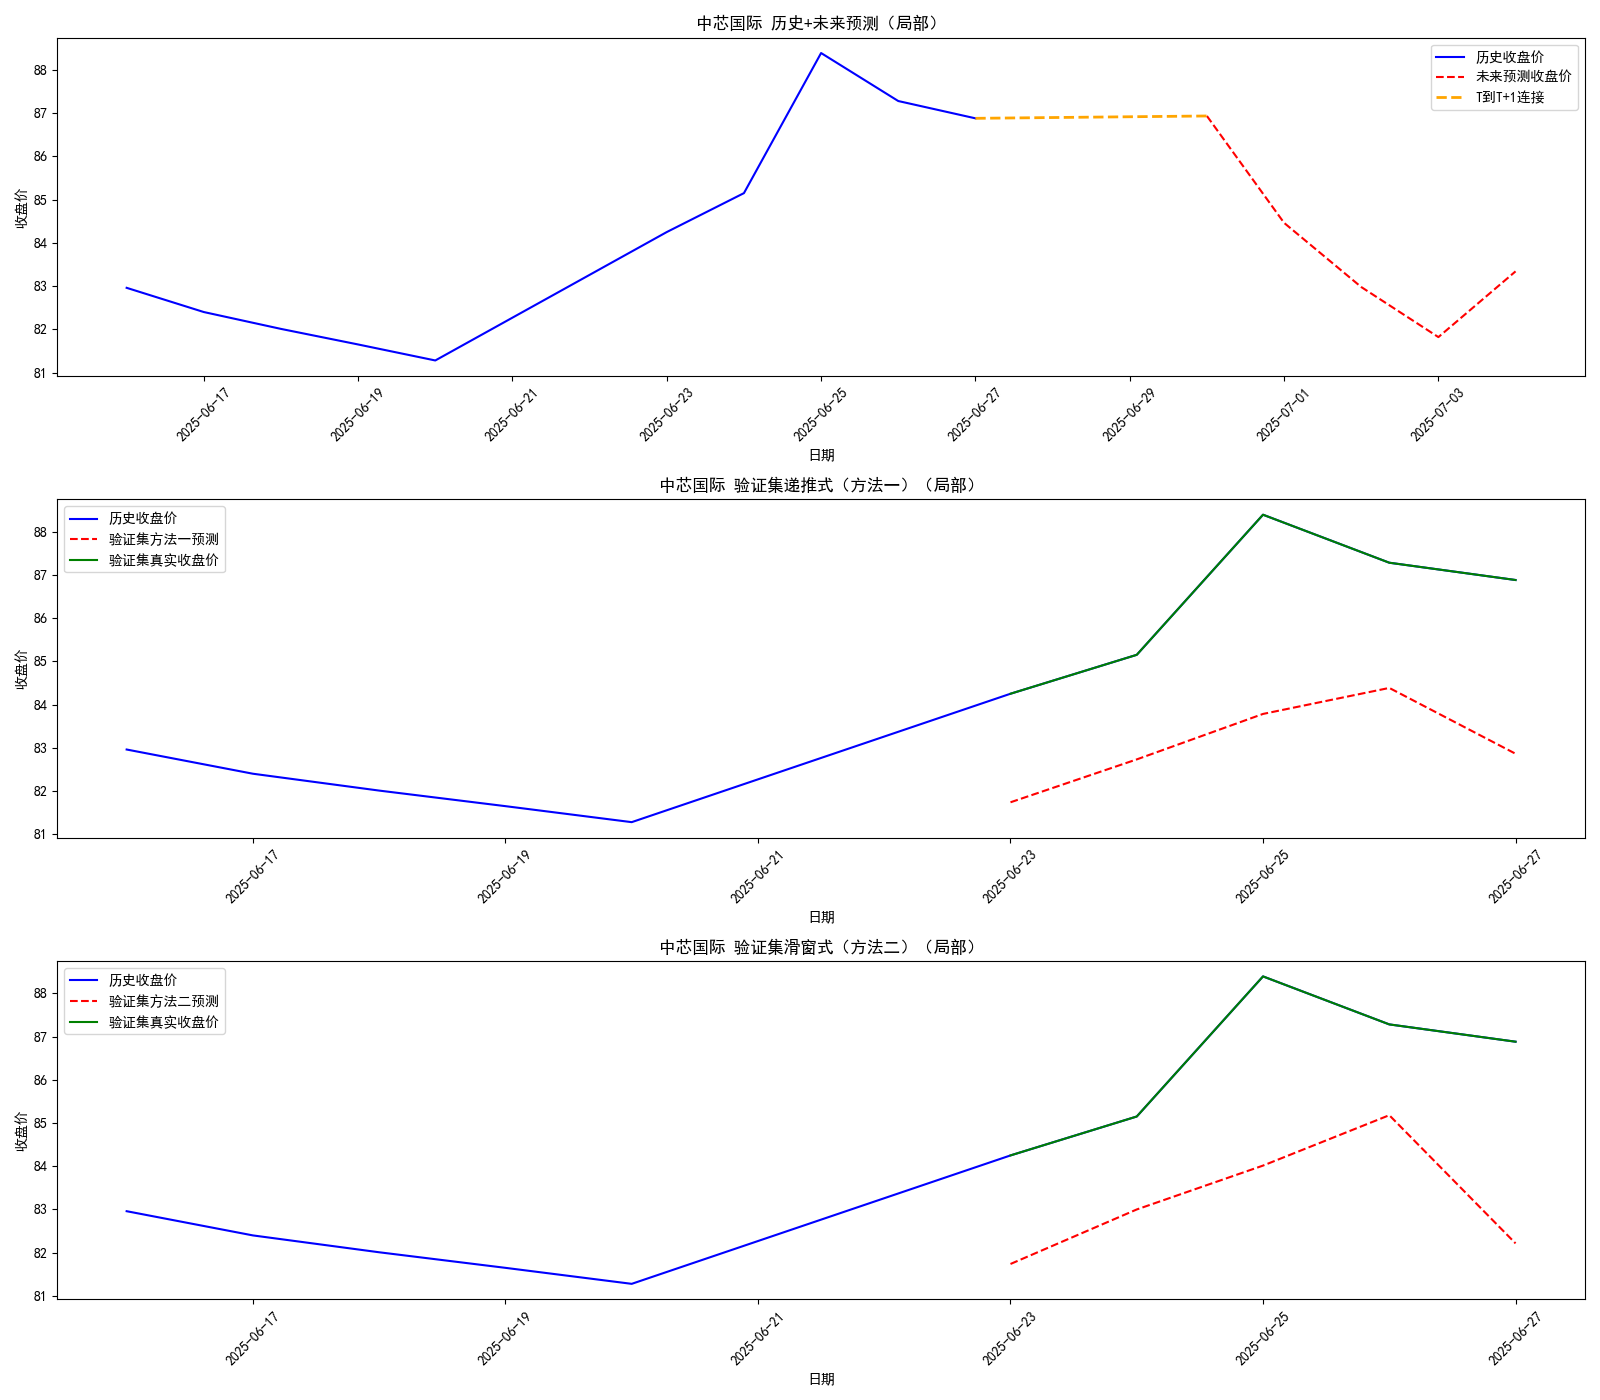 中芯国际 历史+未来预测（局部）
历史收盘价
未来预测收盘价
T到T+1连接
收盘价
88
87
86
85
84
83
82
81
2025-06-17
2025-06-19
2025-06-21
2025-06-23
2025-06-25
2025-06-27
2025-06-29
2025-07-01
2025-07-03
日期
中芯国际 验证集递推式（方法一）（局部）
历史收盘价
验证集方法一预测
验证集真实收盘价
收盘价
88
87
86
85
84
83
82
81
2025-06-17
2025-06-19
2025-06-21
2025-06-23
2025-06-25
2025-06-27
日期
中芯国际 验证集滑窗式（方法二）（局部）
历史收盘价
验证集方法二预测
验证集真实收盘价
收盘价
88
87
86
85
84
83
82
81
2025-06-17
2025-06-19
2025-06-21
2025-06-23
2025-06-25
2025-06-27
日期